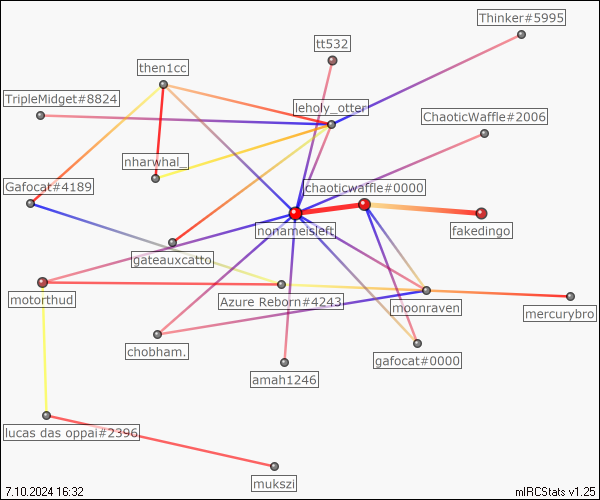 Thinker#5995
tt532
then1cc
TripleMidget#8824
leholy_otter
ChaoticWaffle#2006
nharwhal_
Gafocat#4189
chaoticwaffle#0000
nonameisleft
fakedingo
gateauxcatto
motorthud
Azure Reborn#4243
moonraven
mercurybro
chobham.
gafocat#0000
amah1246
lucas das oppai#2396
mukszi
7.10.2024 16:32
mIRCStats v1.25